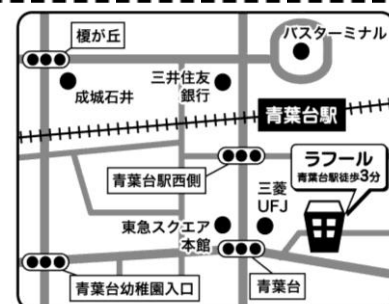 榎が丘
バスターミナル
成城石井
三井住友
銀行
青葉台駅
青葉台駅西側
ラフール
青葉台駅徒歩3分
三菱
UFJ
東急スクエア
本館
青葉台幼稚園入口
青葉台